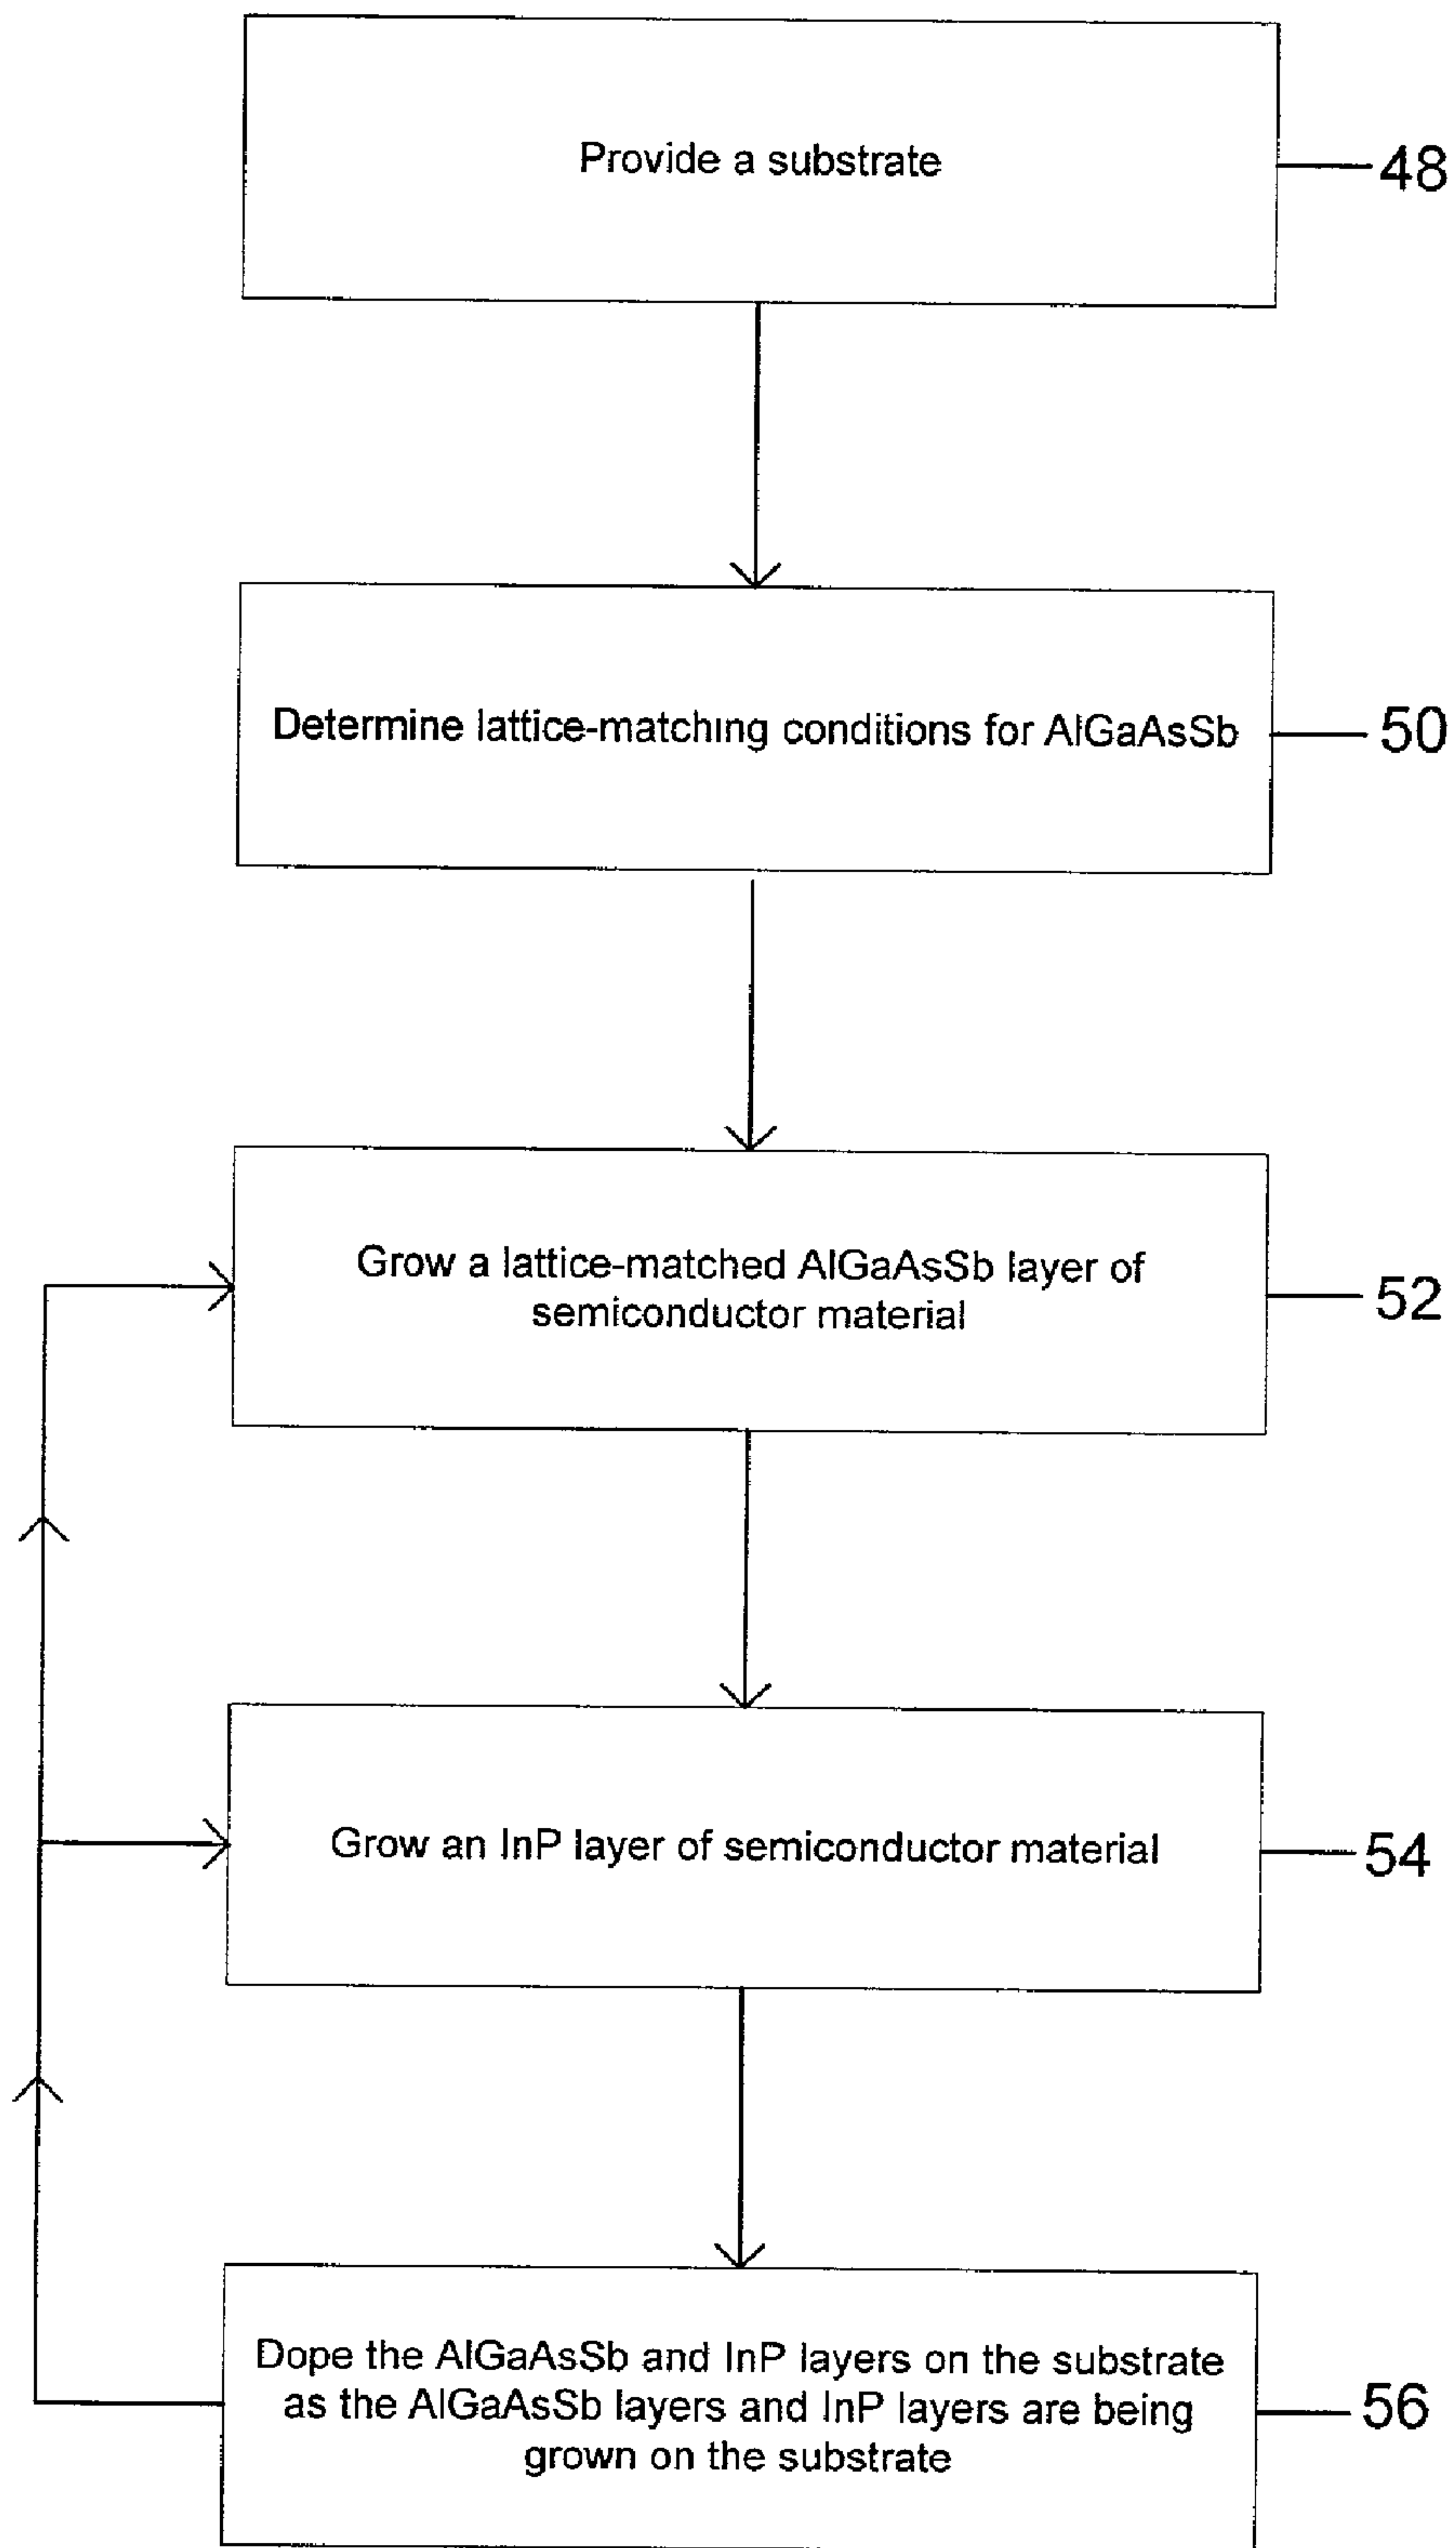 Provide a substrate
48
Determine lattice-matching conditions for AlGaAsSb
50
Grow a lattice-matched AlGaAsSb layer of
semiconductor material
52
Grow an InP layer of semiconductor material
54
Dope the AlGaAsSb and InP layers on the substrate
as the AlGaAsSb layers and InP layers are being
grown on the substrate
56